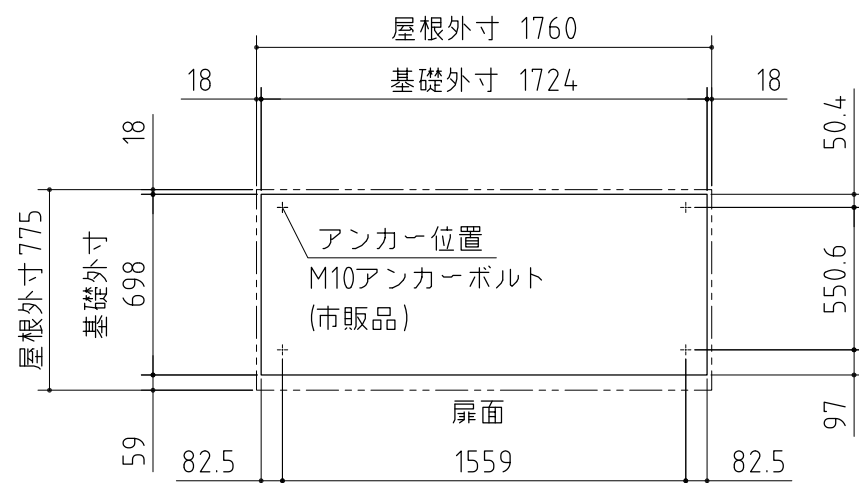 屋根外寸 1760
18
基礎外寸 1724
18
18
50.4
屋根外寸 775
基礎外寸
698
アンカー位置
M10アンカーボルト
(市販品)
550.6
扉面
59
97
82.5
1559
82.5